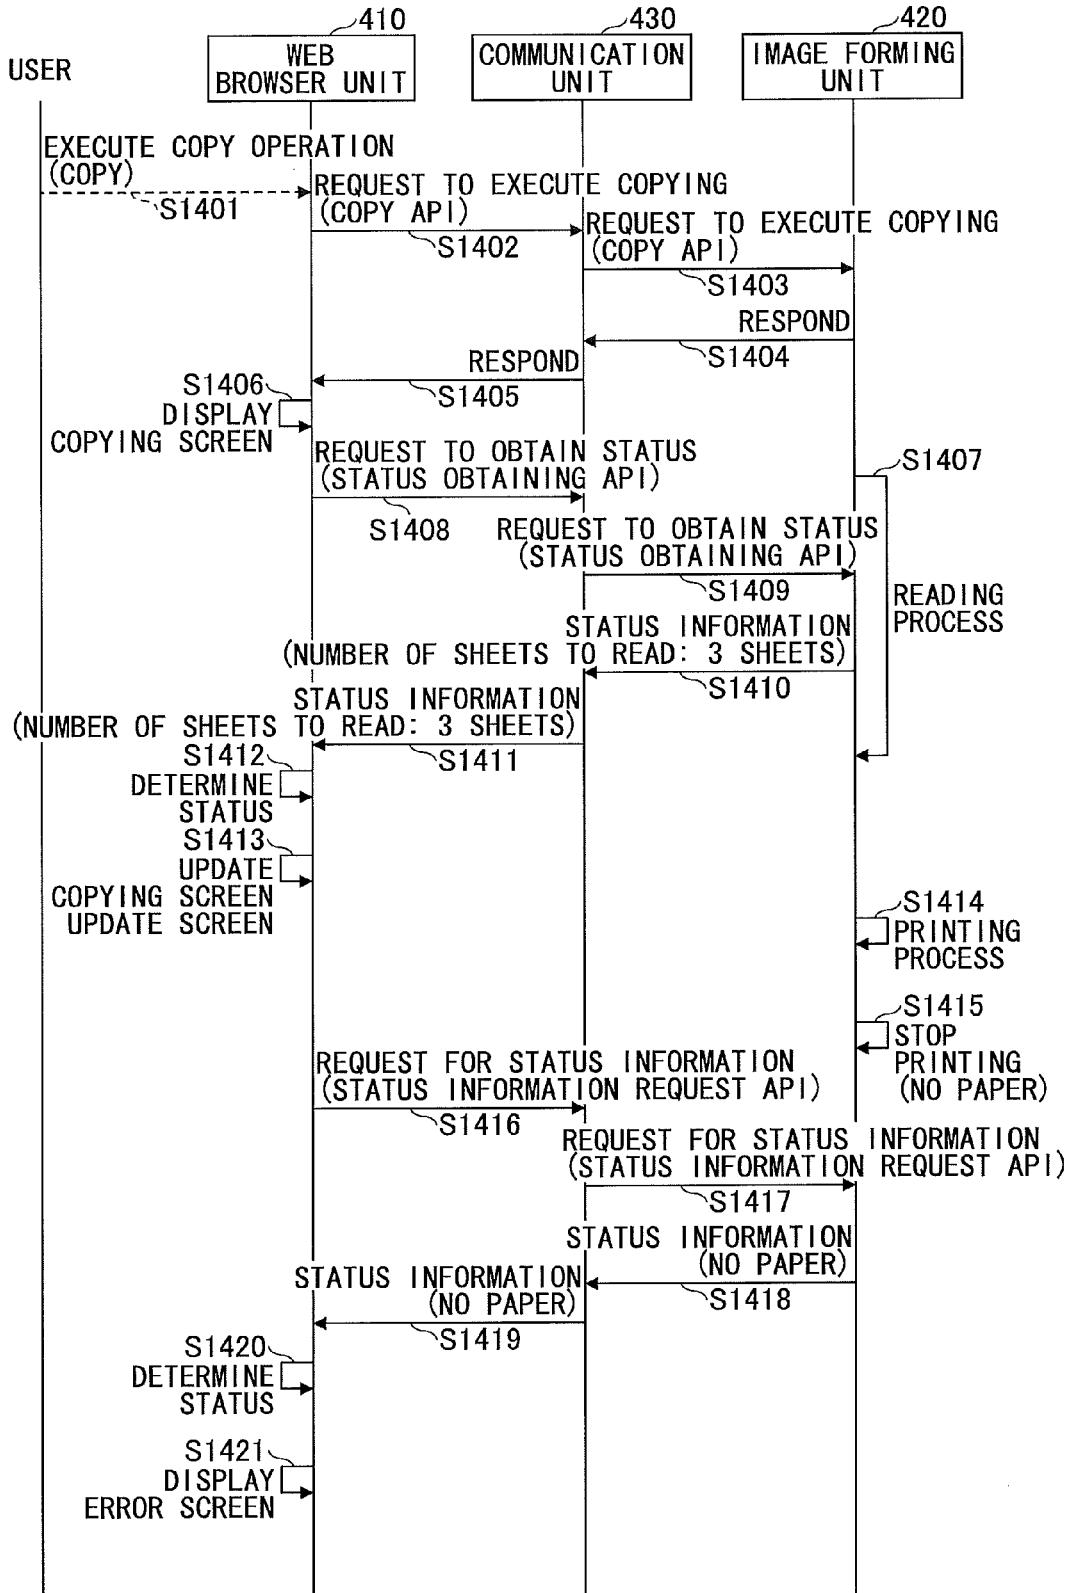 410
430
420
USER
WEB
BROWSER UNIT
COMMUNICATION
UNIT
IMAGE FORMING
UNIT
EXECUTE COPY OPERATION
(COPY)
S1401
REQUEST TO EXECUTE COPYING
(COPY API)
S1402
REQUEST TO EXECUTE COPYING
(COPY API)
S1403
RESPOND
S1404
RESPOND
S1405
S1406
DISPLAY
COPYING SCREEN
REQUEST TO OBTAIN STATUS
(STATUS OBTAINING API)
S1407
S1408
REQUEST TO OBTAIN STATUS
(STATUS OBTAINING API)
S1409
READING
PROCESS
STATUS INFORMATION
(NUMBER OF SHEETS TO READ: 3 SHEETS)
S1410
STATUS INFORMATION
(NUMBER OF SHEETS TO READ: 3 SHEETS)
S1411
S1412
DETERMINE
STATUS
S1413
UPDATE
COPYING SCREEN
UPDATE SCREEN
S1414
PRINTING
PROCESS
S1415
STOP
PRINTING
(NO PAPER)
REQUEST FOR STATUS INFORMATION
(STATUS INFORMATION REQUEST API)
S1416
REQUEST FOR STATUS INFORMATION
(STATUS INFORMATION REQUEST API)
S1417
STATUS INFORMATION
(NO PAPER)
S1418
STATUS INFORMATION
(NO PAPER)
S1419
S1420
DETERMINE
STATUS
S1421
DISPLAY
ERROR SCREEN